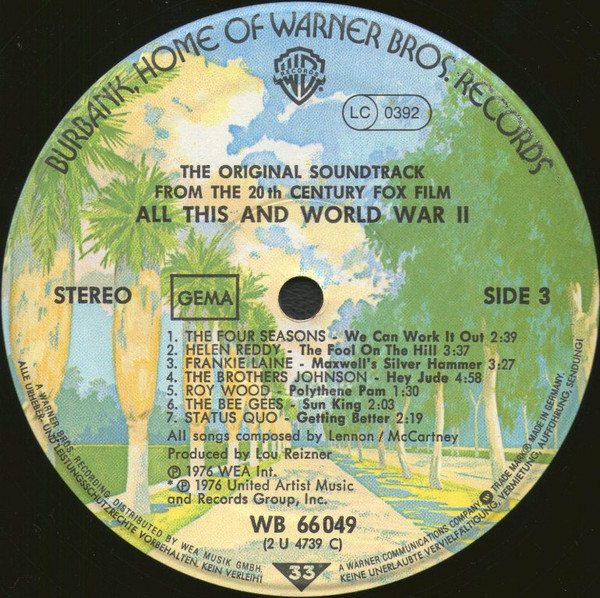 BURBANK, HOME OF WARNER BROS. RECORDS
WB
RECORDS
LC 0392
THE ORIGINAL SOUNDTRACK
FROM THE 20th CENTURY FOX FILM
ALL THIS AND WORLD WAR II
STEREO
GEMA
SIDE 3
1. THE FOUR SEASONS - We Can Work It Out 2:39
2. HELEN REDDY - The Fool On The Hill 3:37
3. FRANKIE LAINE - Maxwell's Silver Hammer 3:27
4. THE BROTHERS JOHNSON - Hey Jude 4:58
5. ROY WOOD - Polythene Pam 1:30
6. THE BEE GEES - Sun King 2:03
7. STATUS QUO* - Getting Better 2:19
All songs composed by Lennon / McCartney
Produced by Lou Reizner
℗ 1976 WEA Int.
* ℗ 1976 United Artist Music
and Records Group, Inc.
WB 66 049
(2 U 4739 C)
33
A WARNER BROS. RECORDING. DISTRIBUTED BY WEA MUSIK GMBH.
ALLE URHEBER- UND LEISTUNGSSCHUTZRECHTE VORBEHALTEN. KEIN VERLEIH!
A WARNER COMMUNICATIONS COMPANY TRADE MARK® MADE IN GERMANY.
KEINE UNERLAUBTE VERVIELFÄLTIGUNG, VERMIETUNG, AUFFÜHRUNG, SENDUNG!